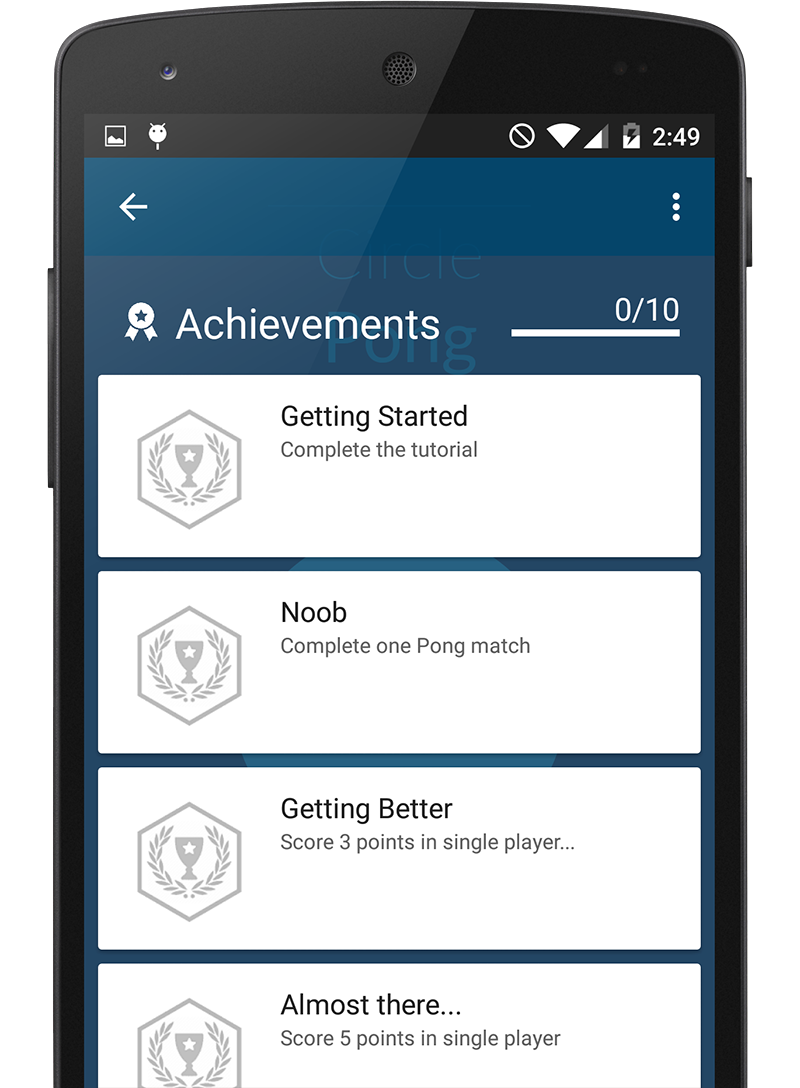 2:49
Circle
Pong
Achievements
0/10
Getting Started
Complete the tutorial
Noob
Complete one Pong match
Getting Better
Score 3 points in single player...
Almost there...
Score 5 points in single player